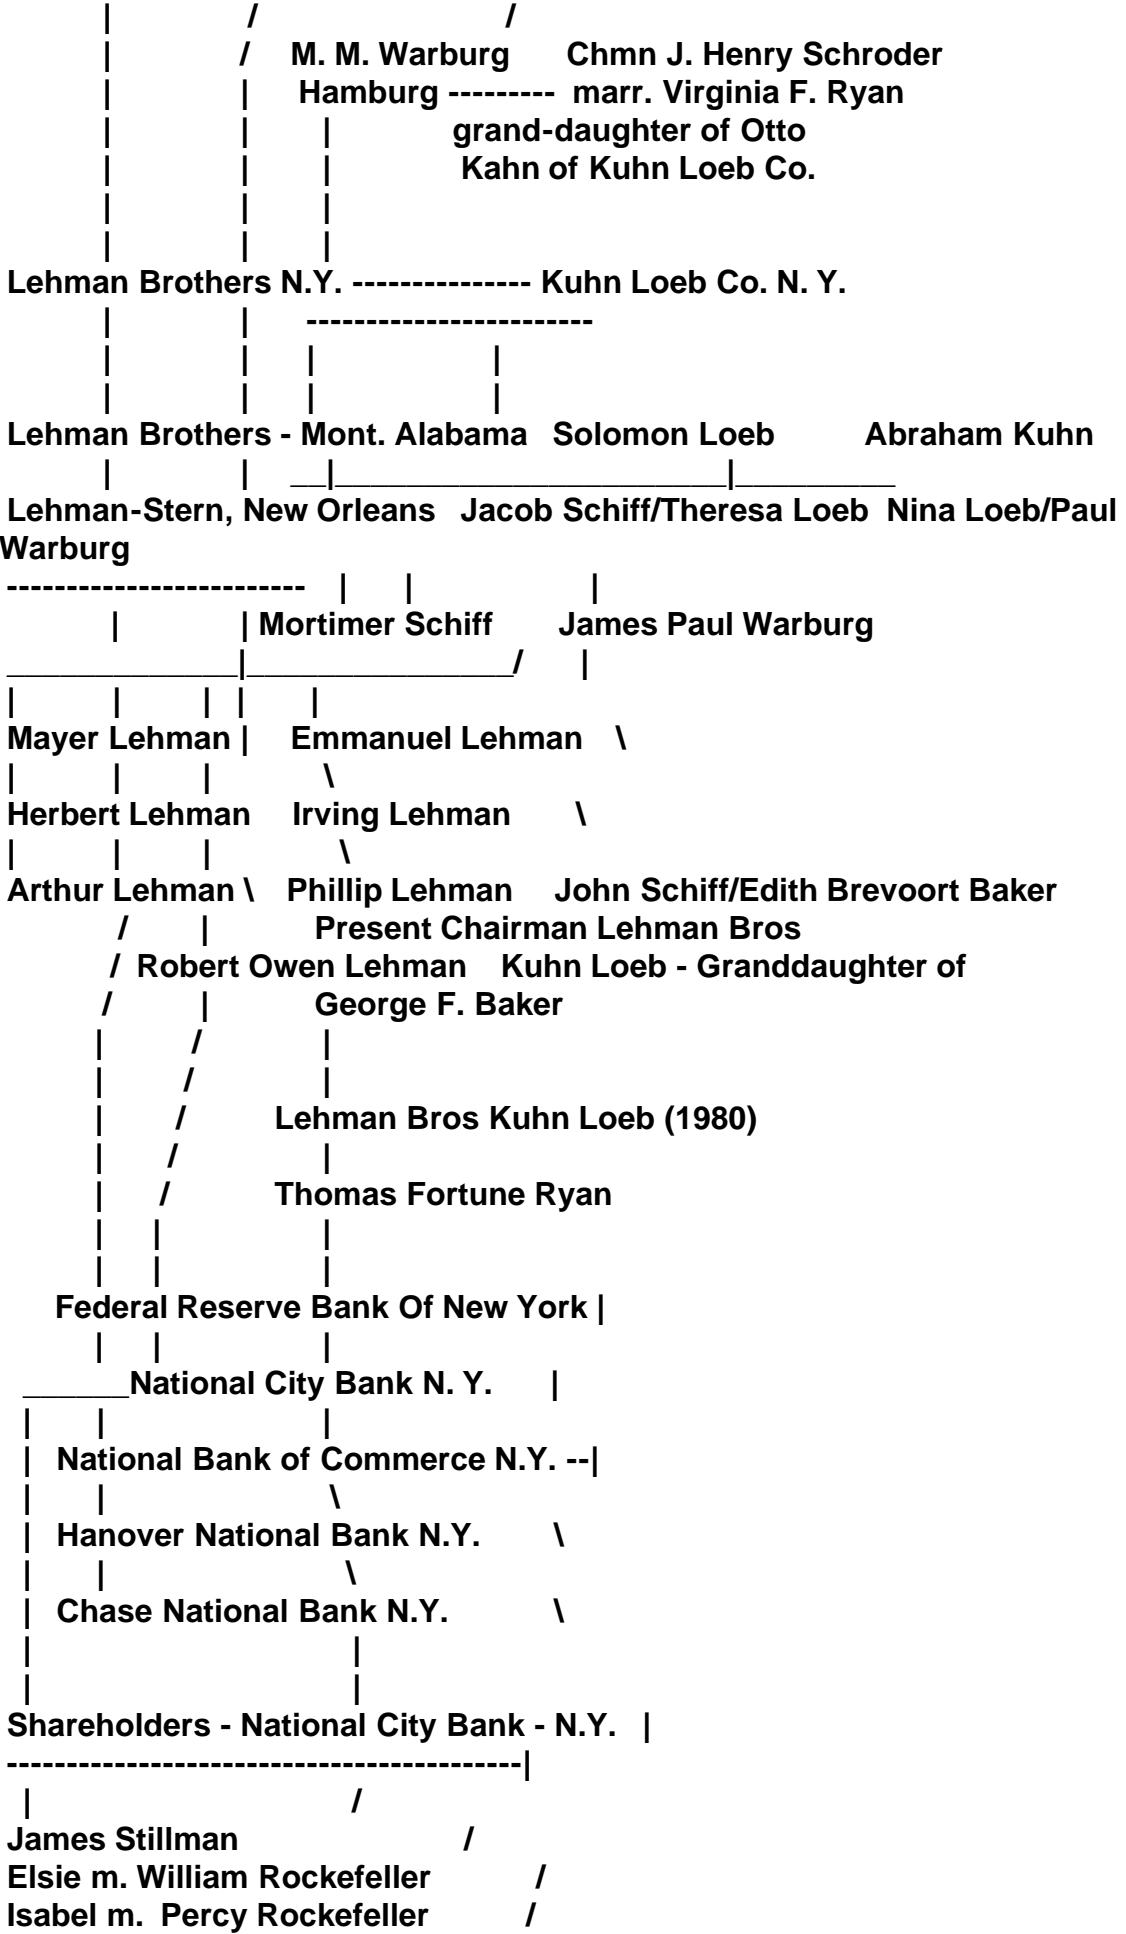 | / /
| / M. M. Warburg Chmn J. Henry Schroder
| | Hamburg --------- marr. Virginia F. Ryan
| | | grand-daughter of Otto
| | | Kahn of Kuhn Loeb Co.
| | |
| | |
Lehman Brothers N.Y. --------------- Kuhn Loeb Co. N. Y.
| | ------------------------
| | | |
| | | |
Lehman Brothers - Mont. Alabama Solomon Loeb Abraham Kuhn
| | __|______________________|_________
Lehman-Stern, New Orleans Jacob Schiff/Theresa Loeb Nina Loeb/Paul
Warburg
------------------------- | | |
| | Mortimer Schiff James Paul Warburg
_____________|_______________/ |
| | | | |
Mayer Lehman | Emmanuel Lehman \
| | | \
Herbert Lehman Irving Lehman \
| | | \
Arthur Lehman \ Phillip Lehman John Schiff/Edith Brevoort Baker
/ | Present Chairman Lehman Bros
/ Robert Owen Lehman Kuhn Loeb - Granddaughter of
/ | George F. Baker
| / |
| / |
| / Lehman Bros Kuhn Loeb (1980)
| / |
| / Thomas Fortune Ryan
| | |
| | |
Federal Reserve Bank Of New York |
| | |
______National City Bank N. Y. |
| | |
| National Bank of Commerce N.Y. --|
| | \
| Hanover National Bank N.Y. \
| | \
| Chase National Bank N.Y. \
| |
| |
Shareholders - National City Bank - N.Y. |
-------------------------------------------|
| /
James Stillman /
Elsie m. William Rockefeller /
Isabel m. Percy Rockefeller /